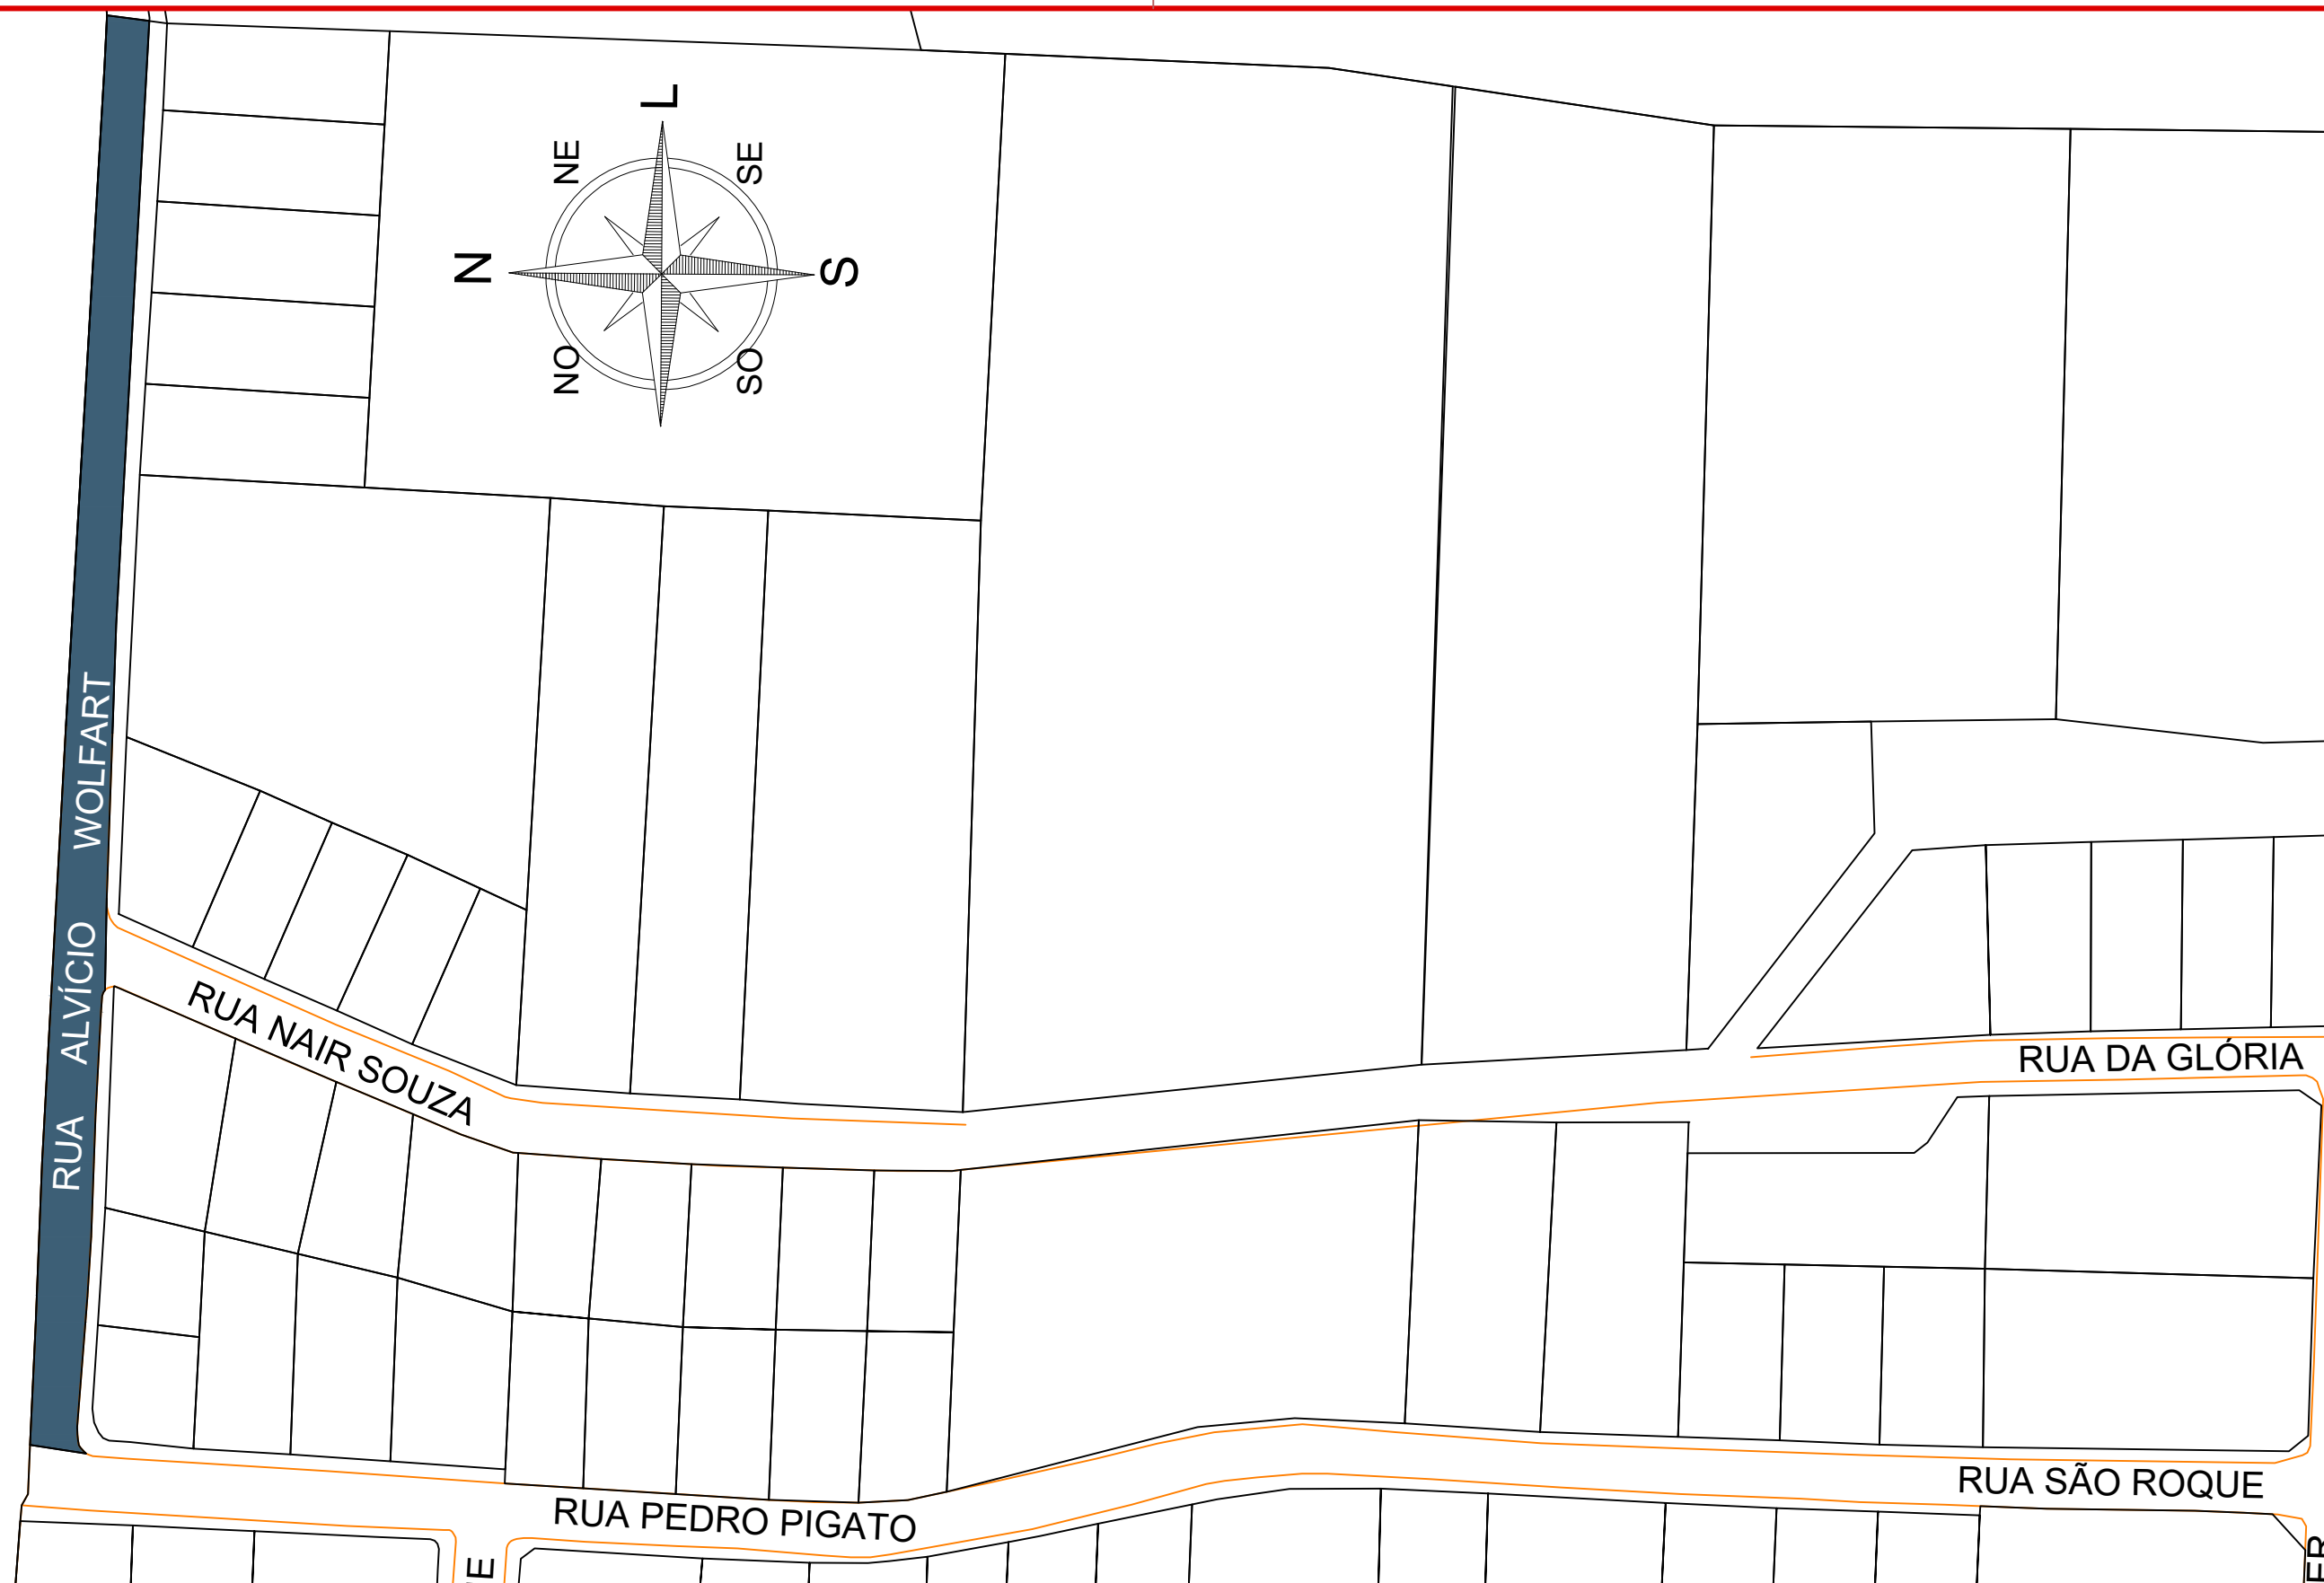 L
NE
SE
N
S
NO
SO
RUA ALVÍCIO WOLFART
RUA NAIR SOUZA
RUA DA GLÓRIA
RUA SÃO ROQUE
RUA PEDRO PIGATO